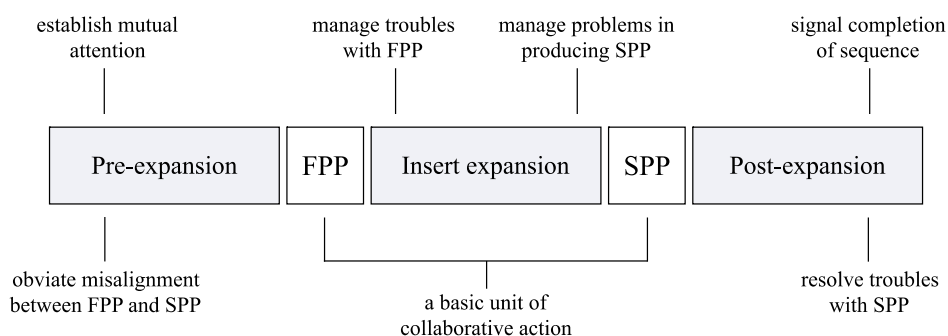 establish mutual
attention
manage troubles
with FPP
manage problems in
producing SPP
signal completion
of sequence
Pre-expansion
FPP
Insert expansion
SPP
Post-expansion
obviate misalignment
between FPP and SPP
a basic unit of
collaborative action
resolve troubles
with SPP